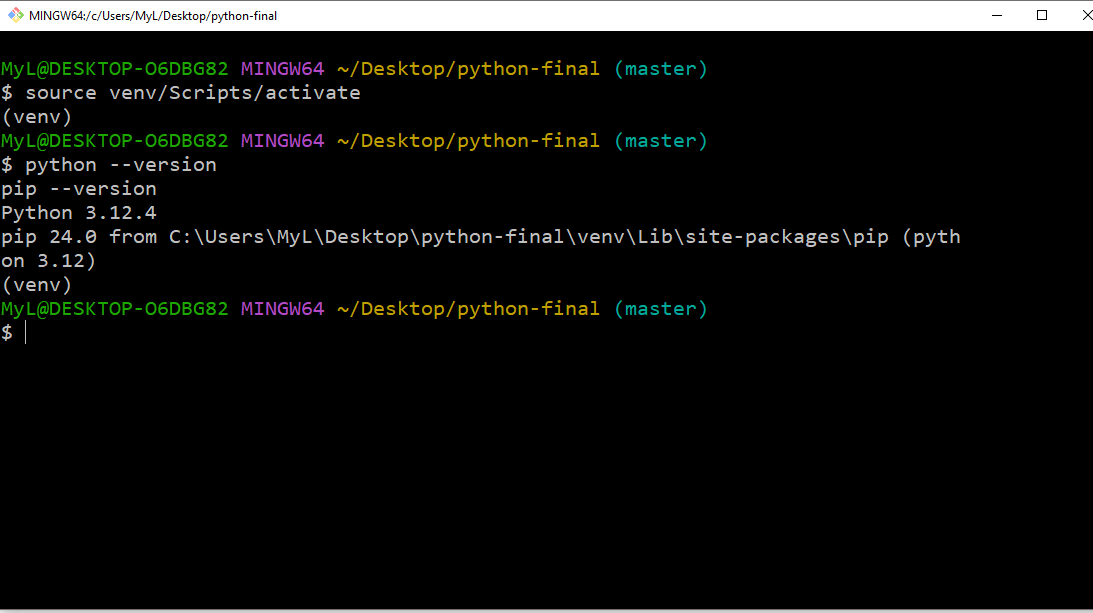 MINGW64:/c/Users/MyL/Desktop/python-final
MyL@DESKTOP-O6DBG82 MINGW64 ~/Desktop/python-final (master)
$ source venv/Scripts/activate
(venv)
MyL@DESKTOP-O6DBG82 MINGW64 ~/Desktop/python-final (master)
$ python --version
pip --version
Python 3.12.4
pip 24.0 from C:\Users\MyL\Desktop\python-final\venv\Lib\site-packages\pip (pyth
on 3.12)
(venv)
MyL@DESKTOP-O6DBG82 MINGW64 ~/Desktop/python-final (master)
$